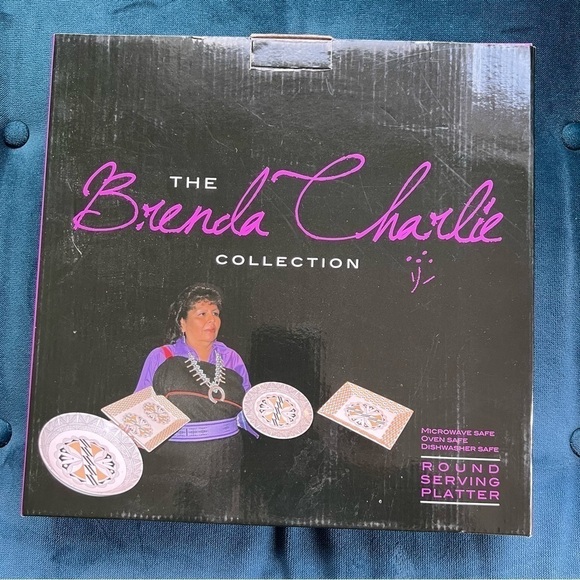 THE
Brenda Charlie
COLLECTION
MICROWAVE SAFE
OVEN SAFE
DISHWASHER SAFE
ROUND
SERVING
PLATTER